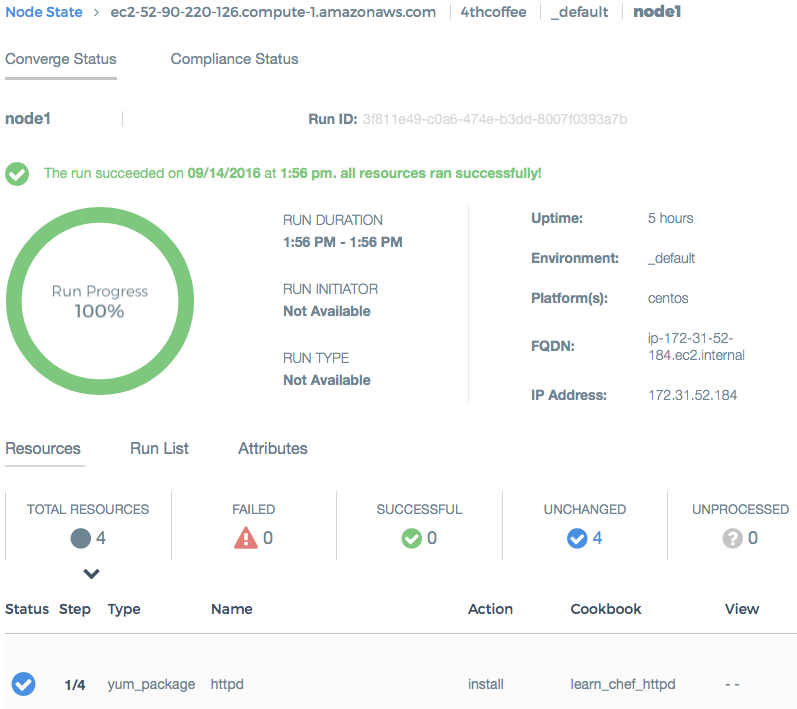 Node State > ec2-52-90-220-126.compute-1.amazonaws.com 4thcoffee _default node1
Converge Status Compliance Status
node1 Run ID: 3f811e49-c0a6-474e-b3dd-8007f0393a7b
The run succeeded on 09/14/2016 at 1:56 pm. all resources ran successfully!
Run Progress
100%
RUN DURATION
1:56 PM - 1:56 PM
RUN INITIATOR
Not Available
RUN TYPE
Not Available
Uptime: 5 hours
Environment: _default
Platform(s): centos
FQDN: ip-172-31-52-
184.ec2.internal
IP Address: 172.31.52.184
Resources Run List Attributes
TOTAL RESOURCES FAILED SUCCESSFUL UNCHANGED UNPROCESSED
4 0 0 4 0
Status Step Type Name Action Cookbook View
1/4 yum_package httpd install learn_chef_httpd - -